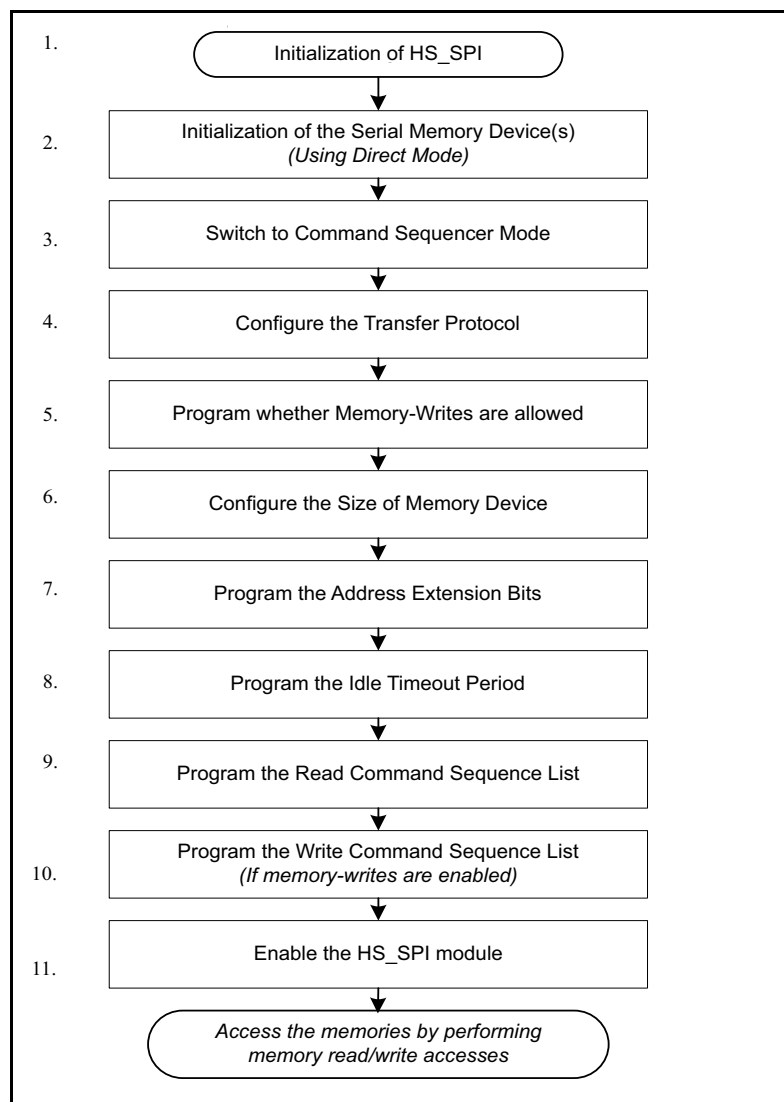 1.
Initialization of HS_SPI
2.
Initialization of the Serial Memory Device(s)
(Using Direct Mode)
3.
Switch to Command Sequencer Mode
4.
Configure the Transfer Protocol
5.
Program whether Memory-Writes are allowed
6.
Configure the Size of Memory Device
7.
Program the Address Extension Bits
8.
Program the Idle Timeout Period
9.
Program the Read Command Sequence List
10.
Program the Write Command Sequence List
(If memory-writes are enabled)
11.
Enable the HS_SPI module
Access the memories by performing
memory read/write accesses